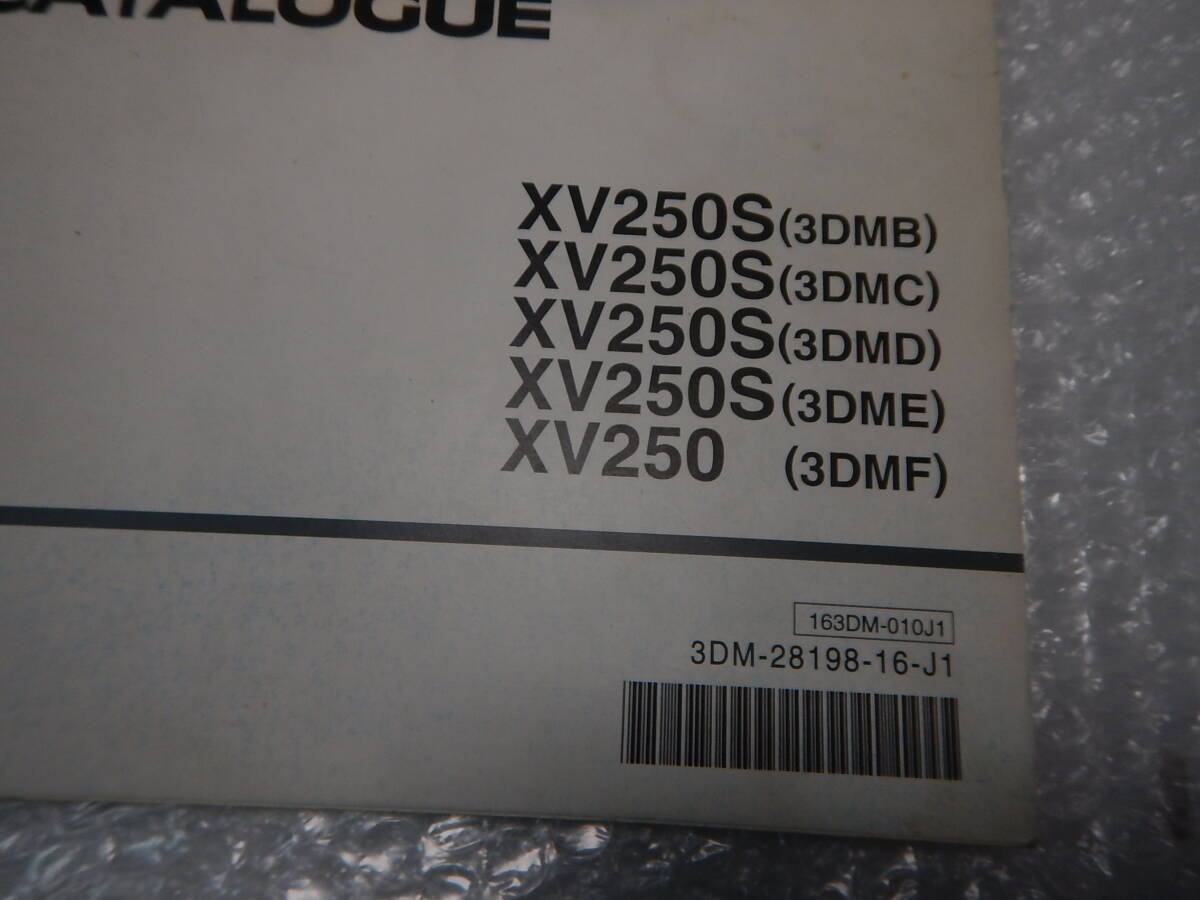 CATALOGUE
XV250S(3DMB)
XV250S(3DMC)
XV250S(3DMD)
XV250S(3DME)
XV250 (3DMF)
163DM-010J1
3DM-28198-16-J1